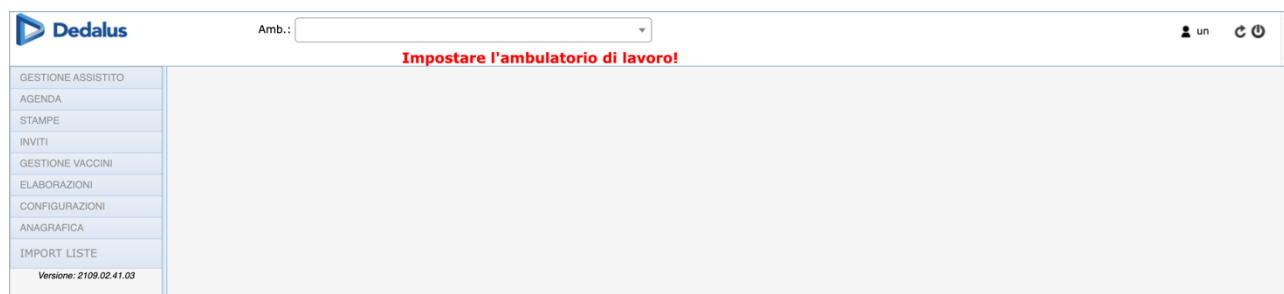 Dedalus
Amb.:
un
Impostare l'ambulatorio di lavoro!
GESTIONE ASSISTITO
AGENDA
STAMPE
INVITI
GESTIONE VACCINI
ELABORAZIONI
CONFIGURAZIONI
ANAGRAFICA
IMPORT LISTE
Versione: 2109.02.41.03